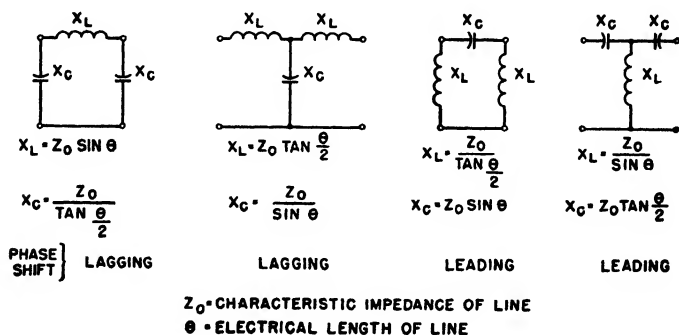 X_L
X_C X_C
X_L = Z_O SIN θ
X_C = Z_O / TAN θ/2
X_L X_L
X_C
X_L = Z_O TAN θ/2
X_C = Z_O / SIN θ
X_C
X_L X_L
X_L = Z_O / TAN θ/2
X_C = Z_O SIN θ
X_C X_C
X_L
X_L = Z_O / SIN θ
X_C = Z_O TAN θ/2
PHASE
SHIFT } LAGGING LAGGING LEADING LEADING
Z_O = CHARACTERISTIC IMPEDANCE OF LINE
θ = ELECTRICAL LENGTH OF LINE